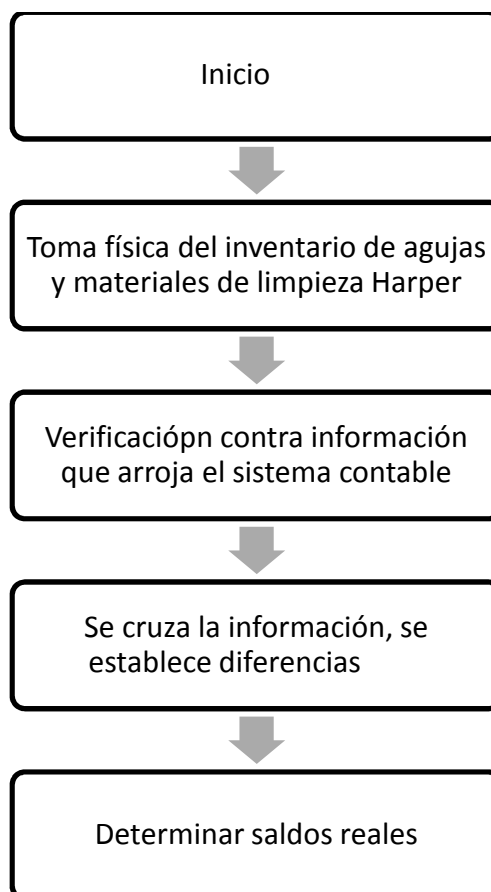 Inicio
Toma física del inventario de agujas
y materiales de limpieza Harper
Verificaciópn contra información
que arroja el sistema contable
Se cruza la información, se
establece diferencias
Determinar saldos reales